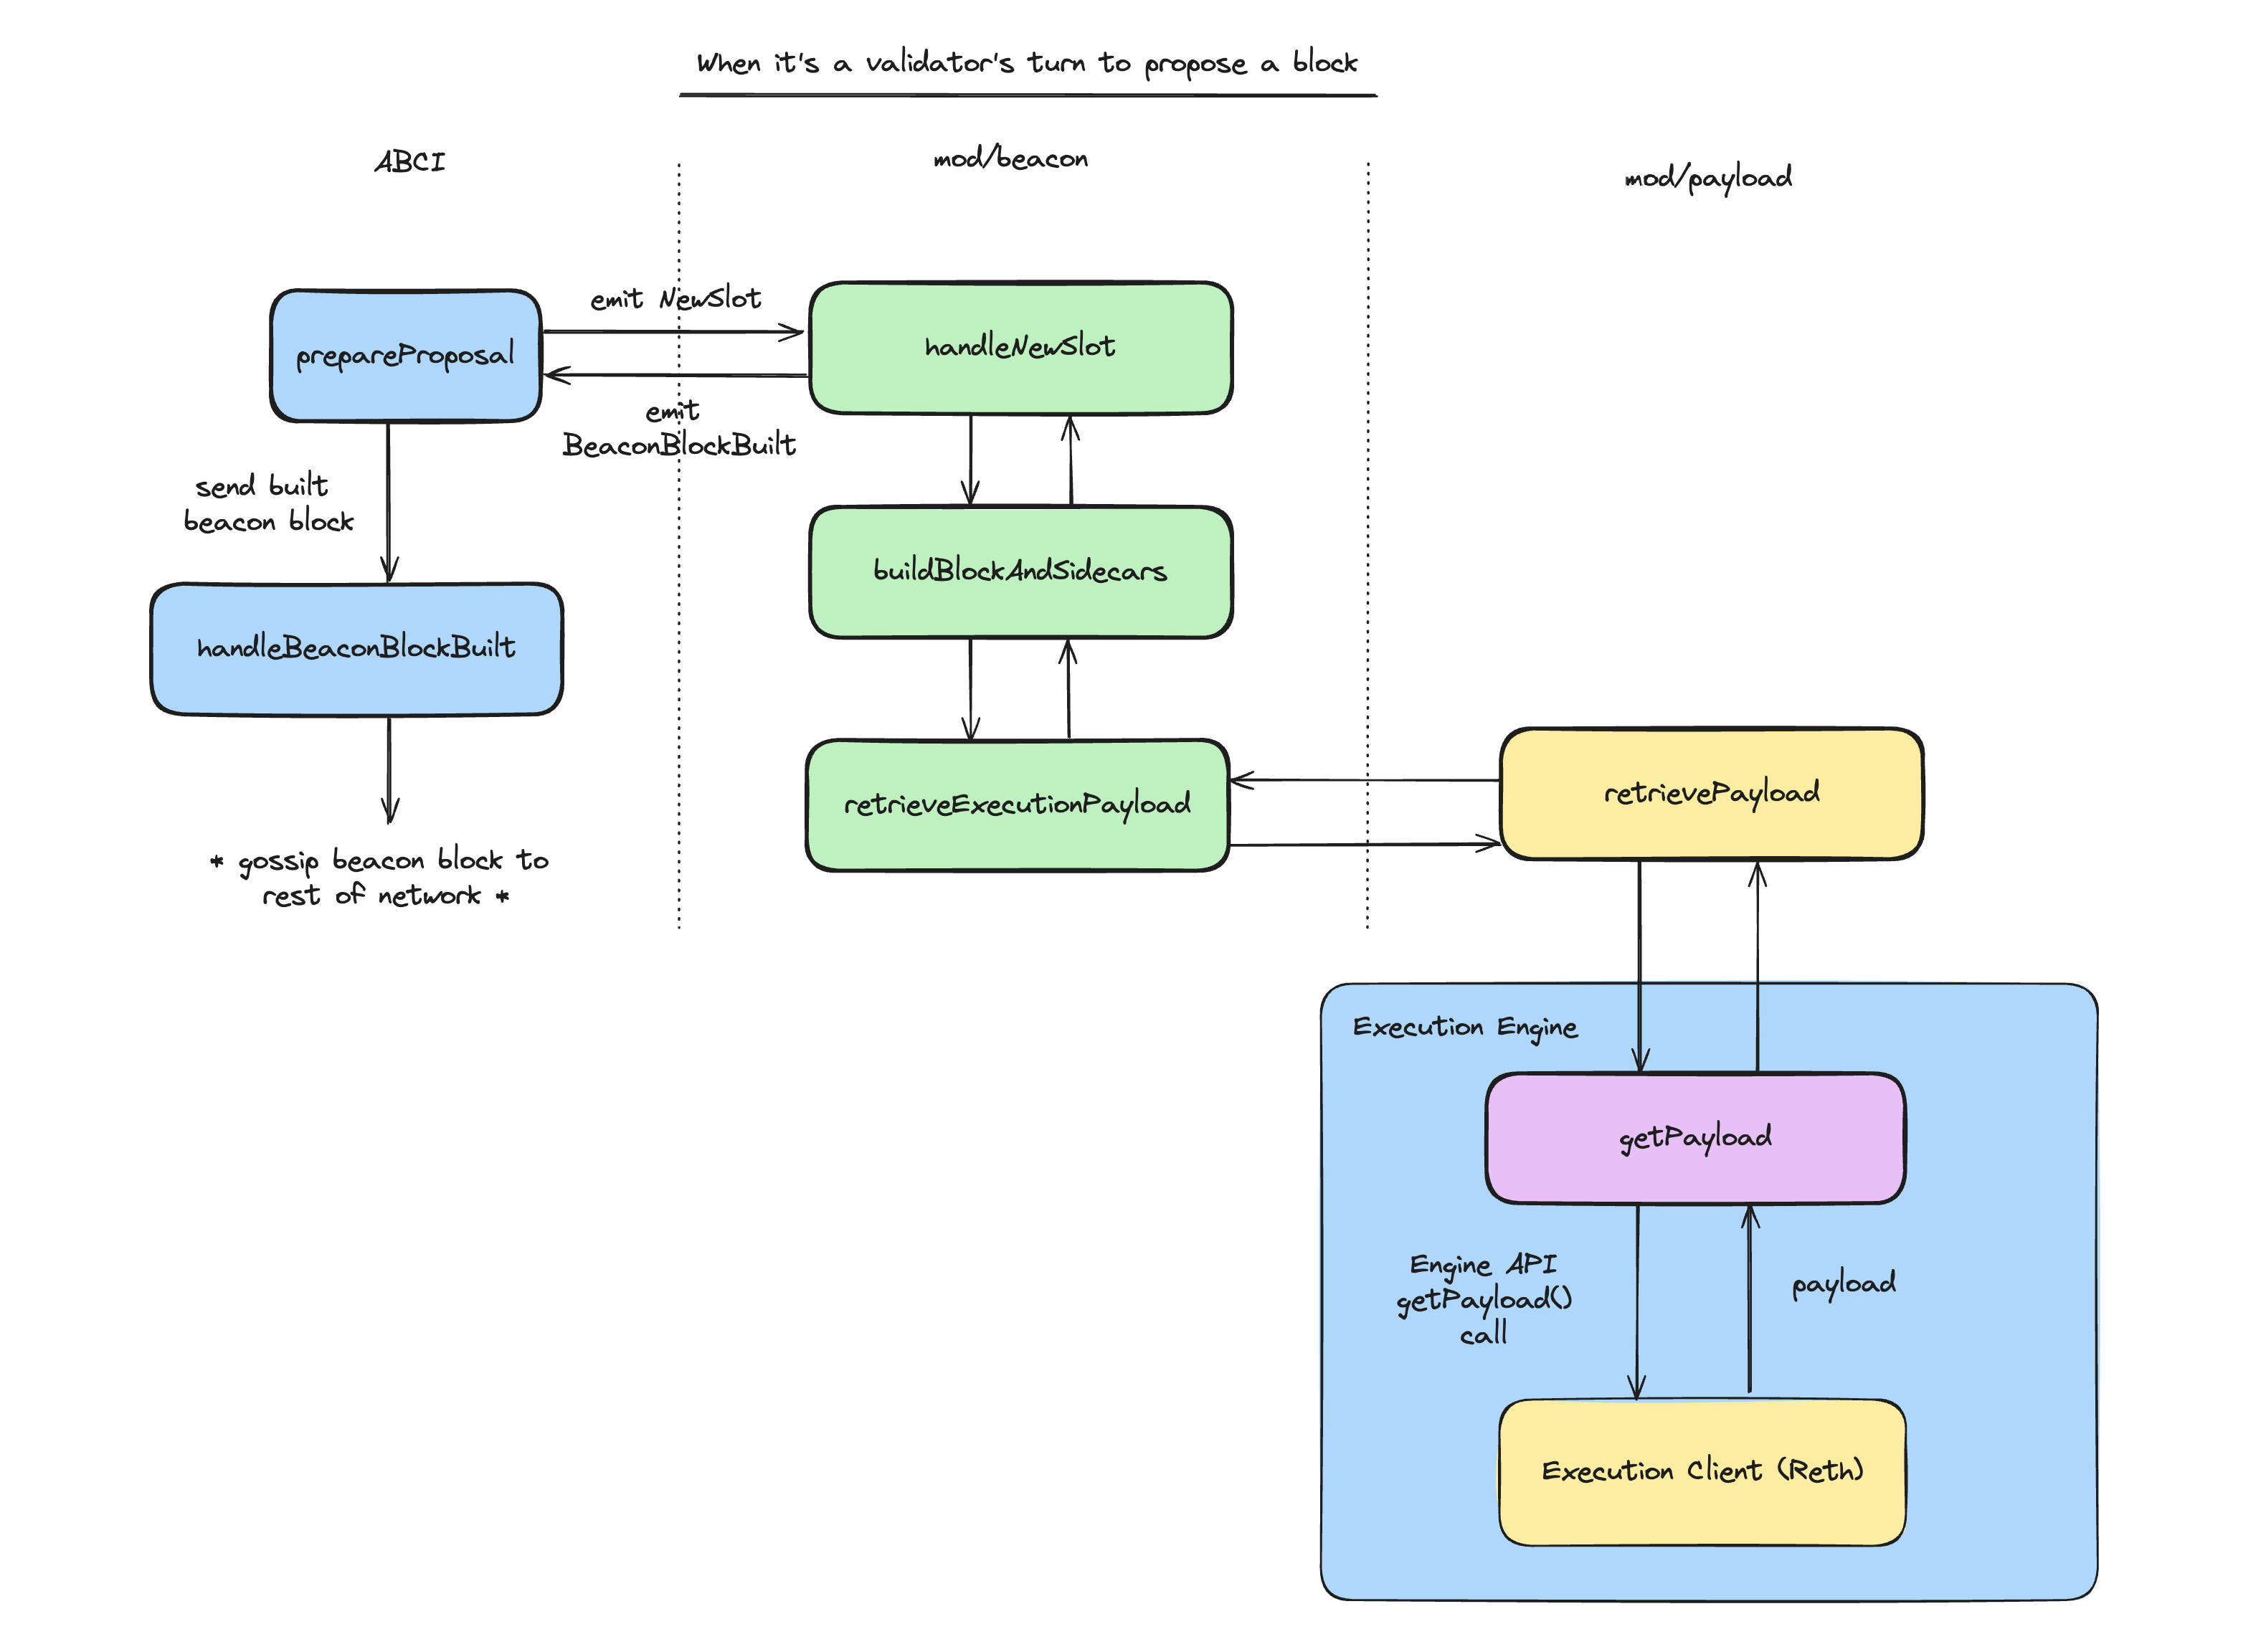 When it's a validator's turn to propose a block
ABCI
mod/beacon
mod/payload
emit NewSlot
prepareProposal
handleNewSlot
emit
BeaconBlockBuilt
send built
beacon block
buildBlockAndSidecars
handleBeaconBlockBuilt
retrieveExecutionPayload
retrievePayload
* gossip beacon block to
rest of network *
Execution Engine
getPayload
Engine API
getPayload()
call
payload
Execution Client (Reth)